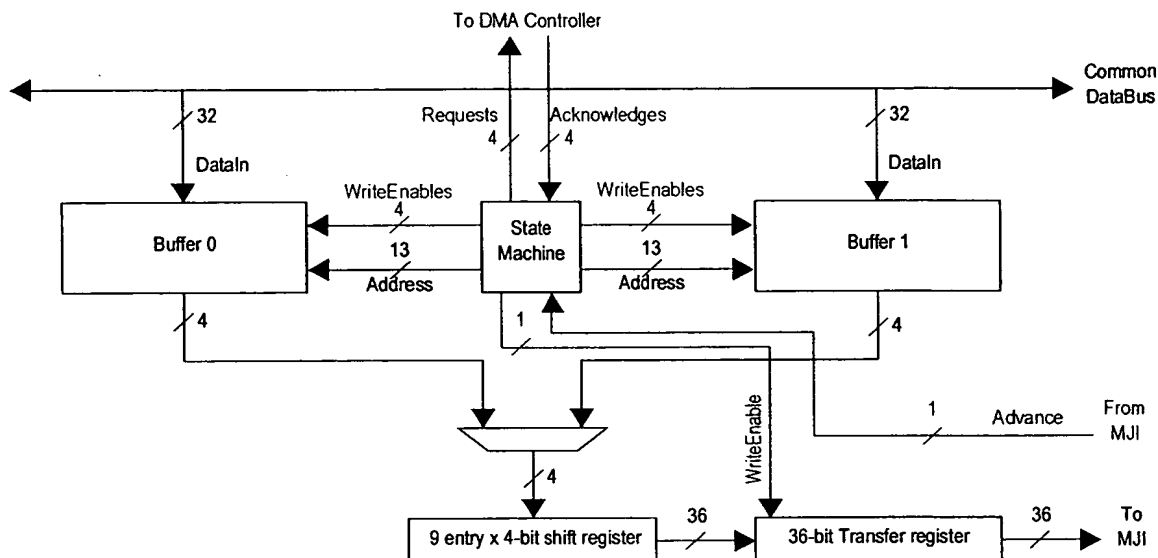 To DMA Controller
Common
DataBus
32
Requests
Acknowledges
32
4
4
DataIn
DataIn
WriteEnables
WriteEnables
4
4
State
Machine
Buffer 0
Buffer 1
13
13
Address
Address
4
1
4
1
Advance
From
MJI
WriteEnable
4
36
36
To
MJI
9 entry x 4-bit shift register
36-bit Transfer register